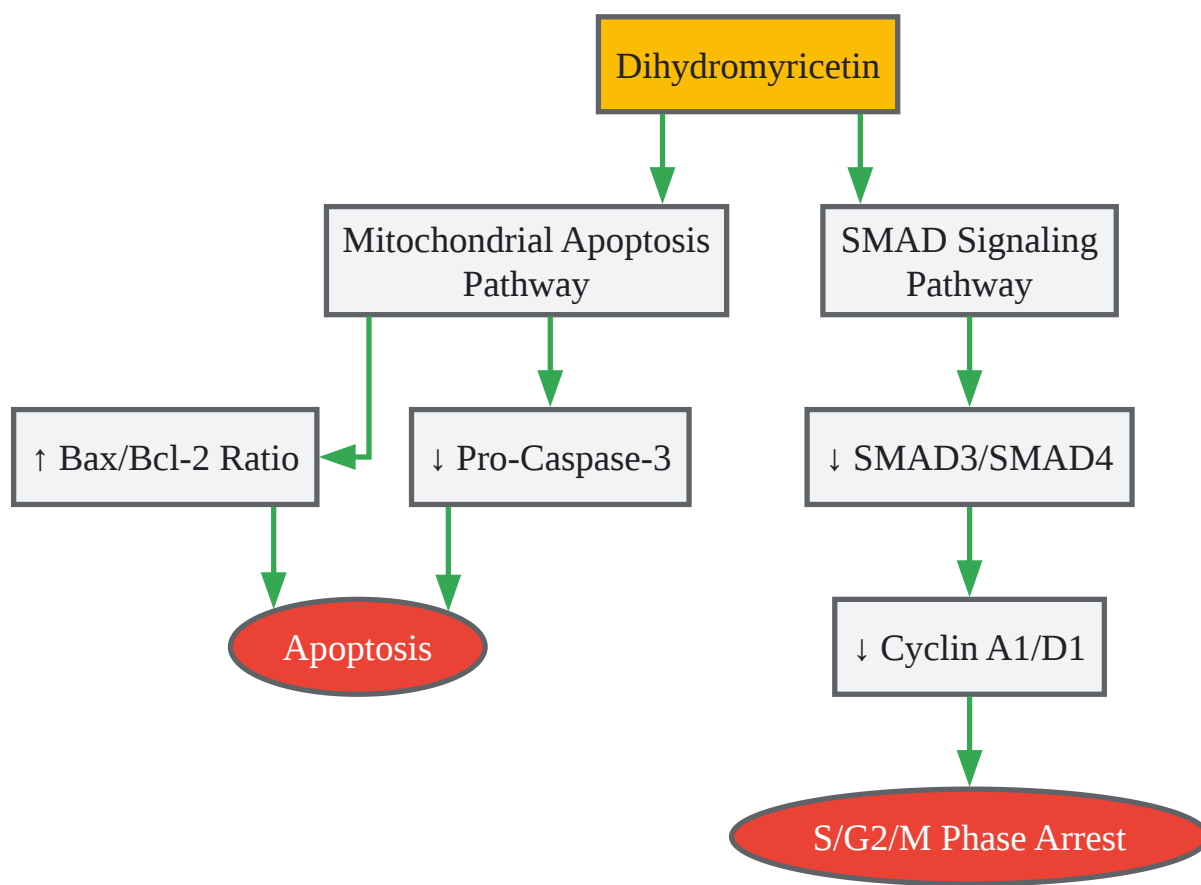 Dihydromyricetin
Mitochondrial Apoptosis
Pathway
SMAD Signaling
Pathway
↑ Bax/Bcl-2 Ratio
↓ Pro-Caspase-3
↓ SMAD3/SMAD4
Apoptosis
↓ Cyclin A1/D1
S/G2/M Phase Arrest